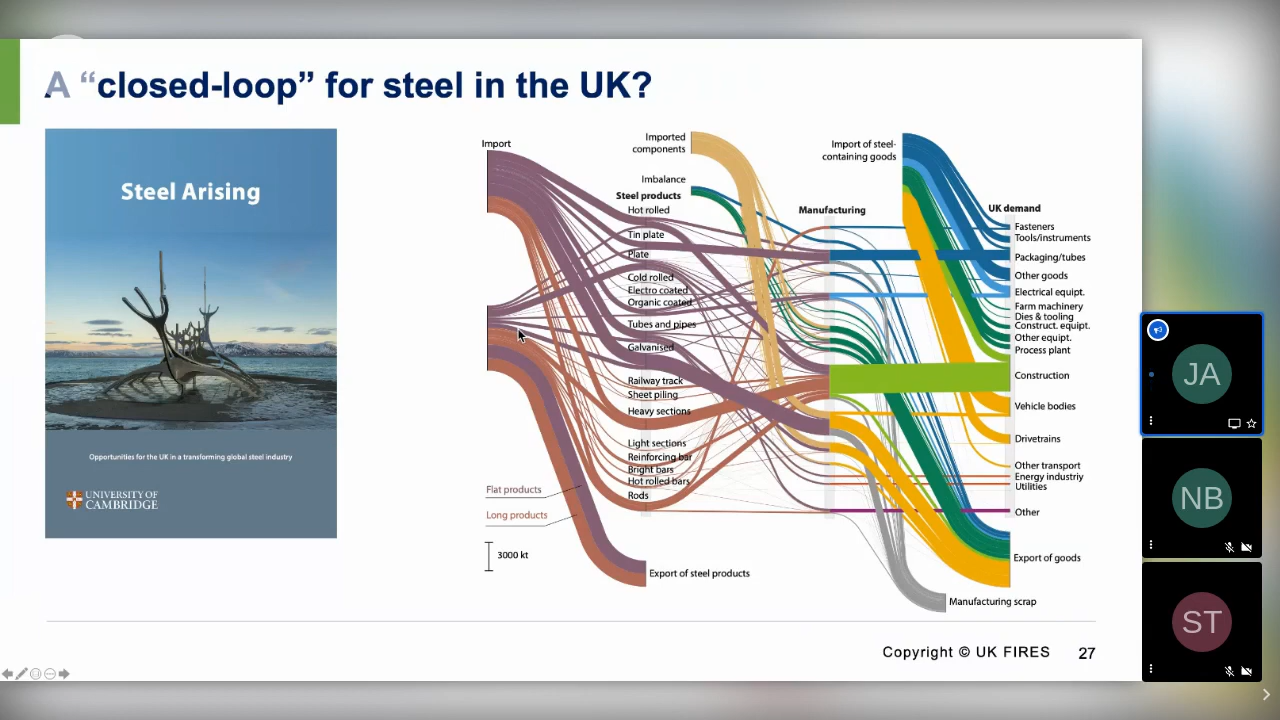 A “closed-loop” for steel in the UK?
Steel Arising
Opportunities for the UK in a transforming global steel industry
UNIVERSITY OF
CAMBRIDGE
Import
Imported
components
Imbalance
Steel products
Hot rolled
Tin plate
Plate
Cold rolled
Electro coated
Organic coated
Tubes and pipes
Galvanised
Railway track
Sheet piling
Heavy sections
Light sections
Reinforcing bar
Bright bars
Hot rolled bars
Rods
Flat products
Long products
3000 kt
Export of steel products
Import of steel-
containing goods
Manufacturing
UK demand
Fasteners
Tools/instruments
Packaging/tubes
Other goods
Electrical equipt.
Farm machinery
Dies & tooling
Construct. equipt.
Other equipt.
Process plant
Construction
Vehicle bodies
Drivetrains
Other transport
Energy industriy
Utilities
Other
Export of goods
Manufacturing scrap
Copyright © UK FIRES 27
JA
NB
ST